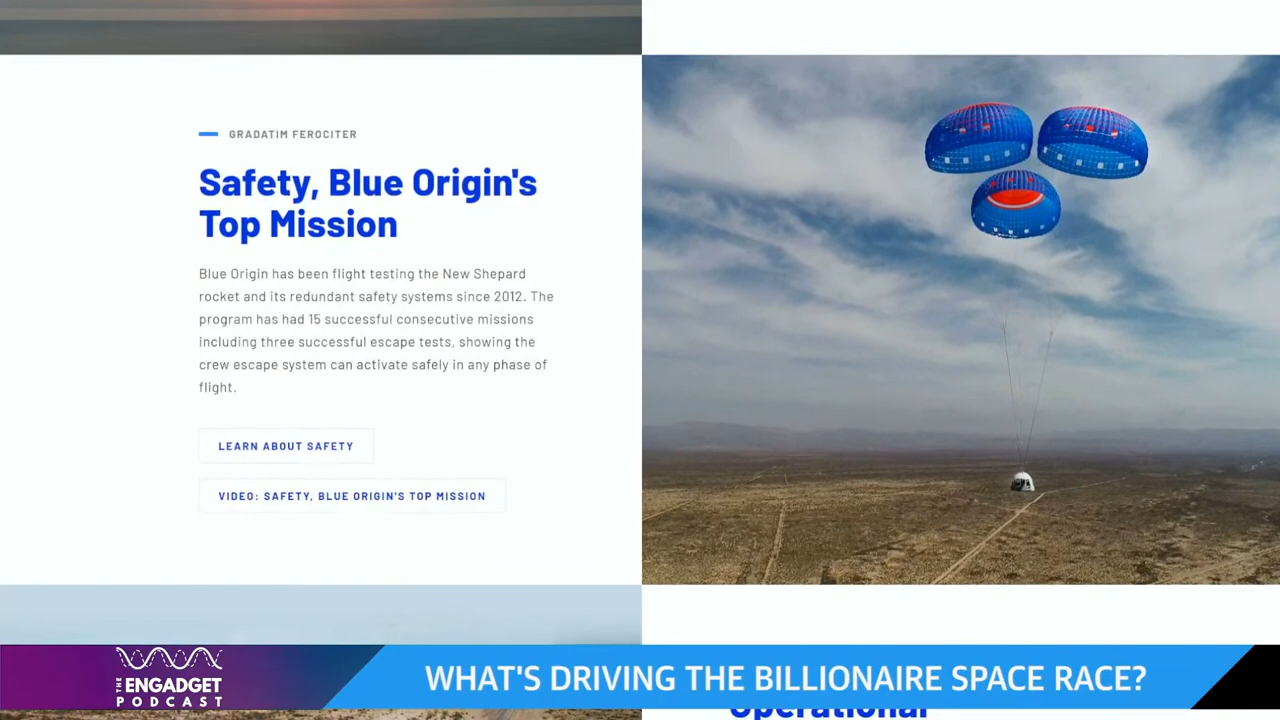 GRADATIM FEROCITER
Safety, Blue Origin's
Top Mission
Blue Origin has been flight testing the New Shepard
rocket and its redundant safety systems since 2012. The
program has had 15 successful consecutive missions
including three successful escape tests, showing the
crew escape system can activate safely in any phase of
flight.
LEARN ABOUT SAFETY
VIDEO: SAFETY, BLUE ORIGIN'S TOP MISSION
THE
ENGADGET
PODCAST
WHAT'S DRIVING THE BILLIONAIRE SPACE RACE?
Operational